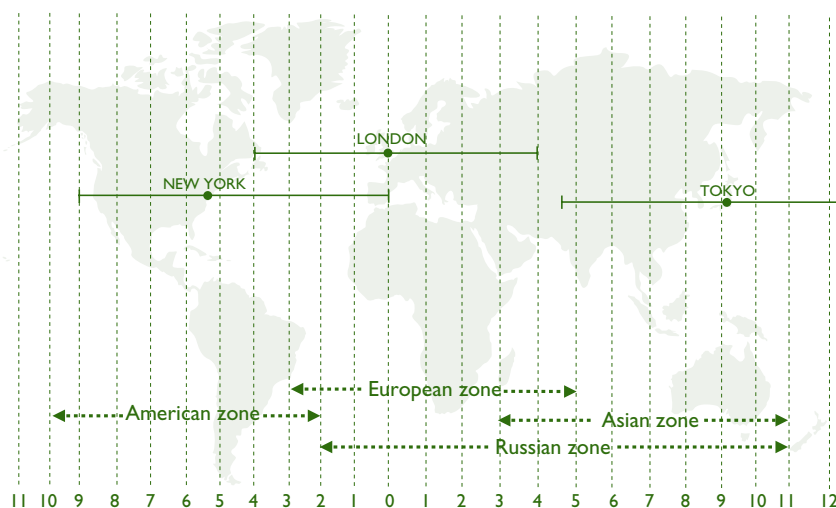 LONDON
NEW YORK
TOKYO
European zone
American zone
Asian zone
Russian zone
11 10 9 8 7 6 5 4 3 2 1 0 1 2 3 4 5 6 7 8 9 10 11 12